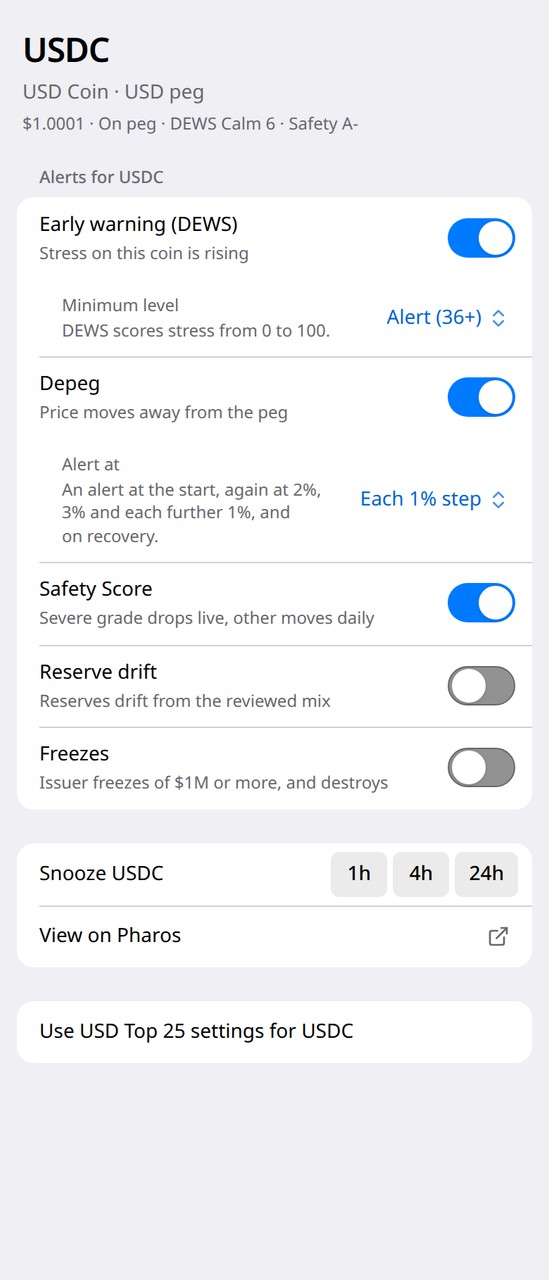 USDC
USD Coin · USD peg
$1.0001 · On peg · DEWS Calm 6 · Safety A-
Alerts for USDC
Early warning (DEWS)
Stress on this coin is rising
Minimum level
DEWS scores stress from 0 to 100.
Alert (36+)
Depeg
Price moves away from the peg
Alert at
An alert at the start, again at 2%,
3% and each further 1%, and
on recovery.
Each 1% step
Safety Score
Severe grade drops live, other moves daily
Reserve drift
Reserves drift from the reviewed mix
Freezes
Issuer freezes of $1M or more, and destroys
Snooze USDC
1h 4h 24h
View on Pharos
Use USD Top 25 settings for USDC